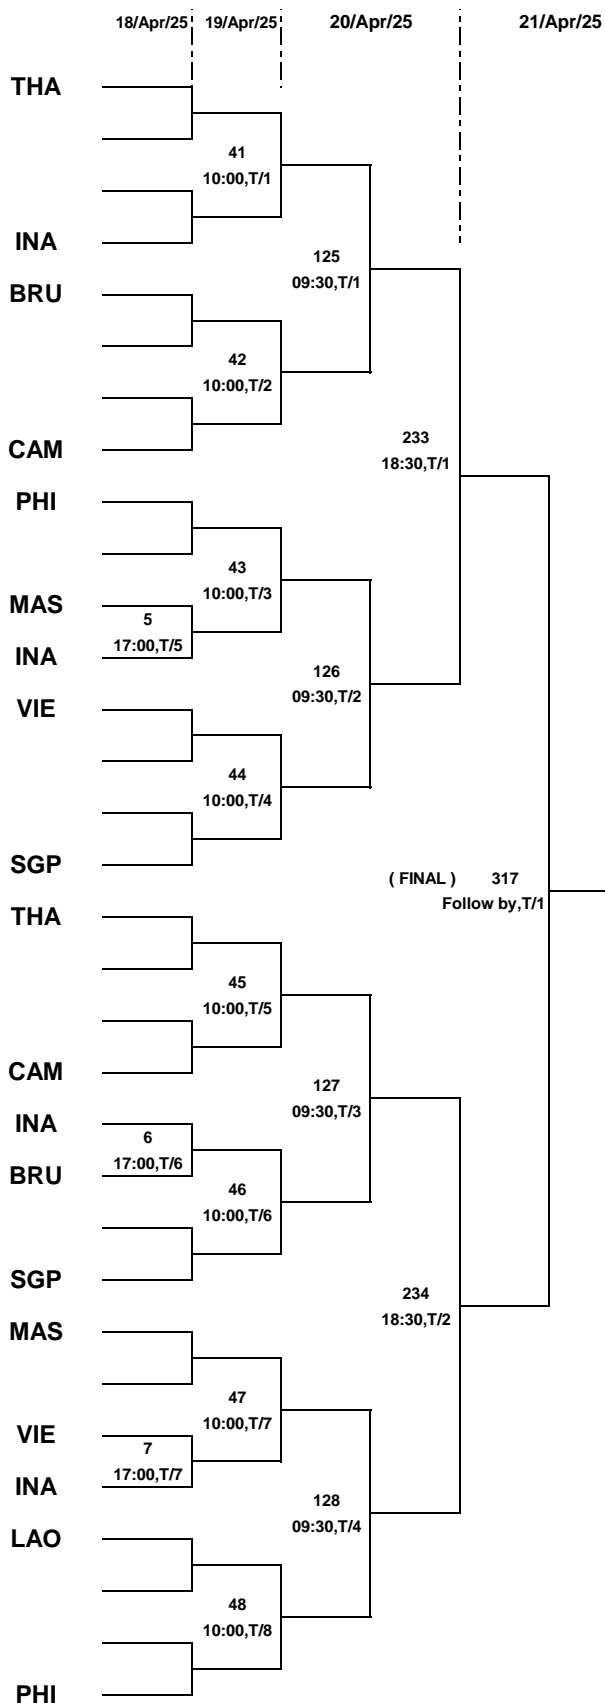 18/Apr/25 19/Apr/25 20/Apr/25 21/Apr/25
THA
41
10:00,T/1
INA
125
09:30,T/1
BRU
42
10:00,T/2
233
18:30,T/1
CAM
PHI
43
10:00,T/3
MAS
5
17:00,T/5
INA
126
09:30,T/2
VIE
44
10:00,T/4
SGP
( FINAL ) 317
Follow by,T/1
THA
45
10:00,T/5
CAM
127
09:30,T/3
INA
6
17:00,T/6
BRU
46
10:00,T/6
SGP
234
18:30,T/2
MAS
47
10:00,T/7
VIE
7
17:00,T/7
INA
128
09:30,T/4
LAO
48
10:00,T/8
PHI